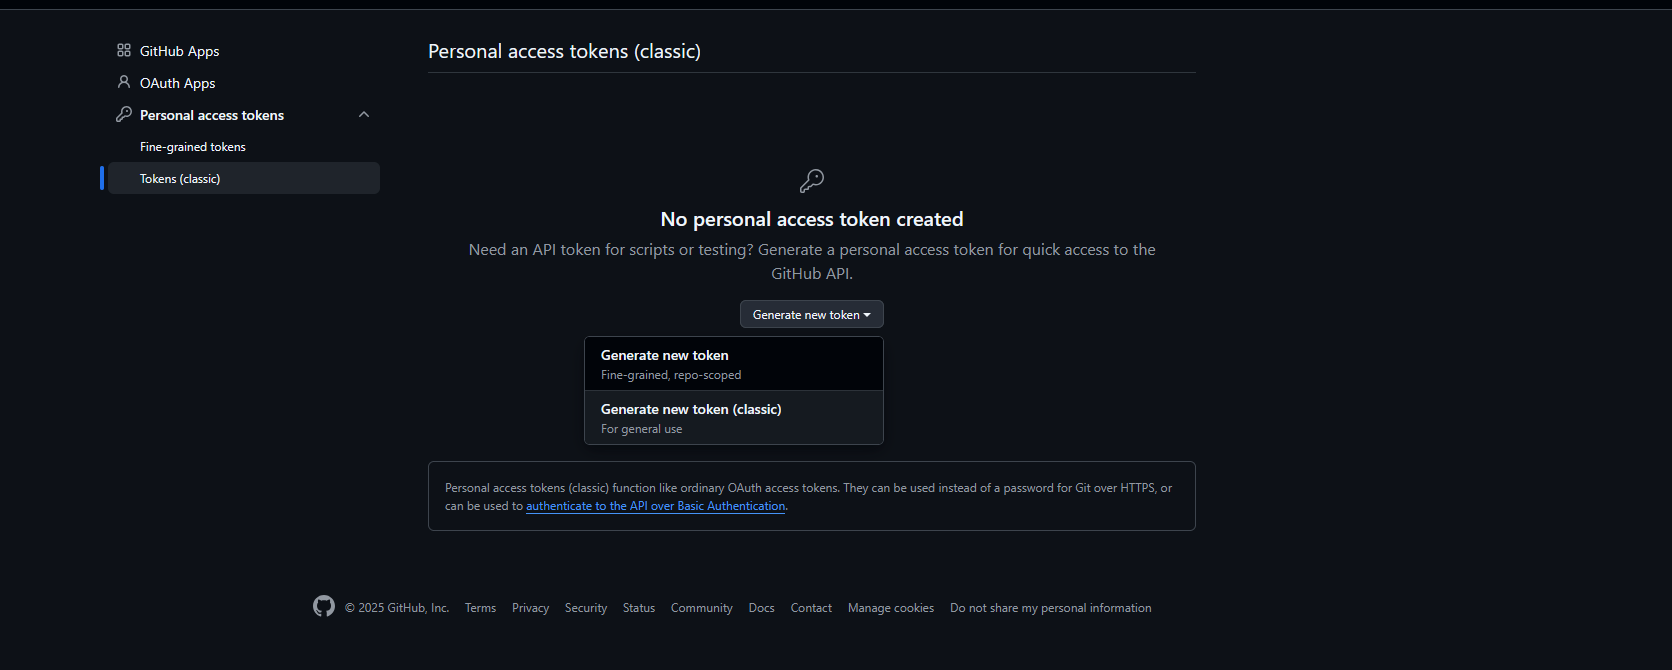 GitHub Apps
OAuth Apps
Personal access tokens
Fine-grained tokens
Tokens (classic)
Personal access tokens (classic)
No personal access token created
Need an API token for scripts or testing? Generate a personal access token for quick access to the
GitHub API.
Generate new token
Generate new token
Fine-grained, repo-scoped
Generate new token (classic)
For general use
Personal access tokens (classic) function like ordinary OAuth access tokens. They can be used instead of a password for Git over HTTPS, or
can be used to authenticate to the API over Basic Authentication.
© 2025 GitHub, Inc. Terms Privacy Security Status Community Docs Contact Manage cookies Do not share my personal information